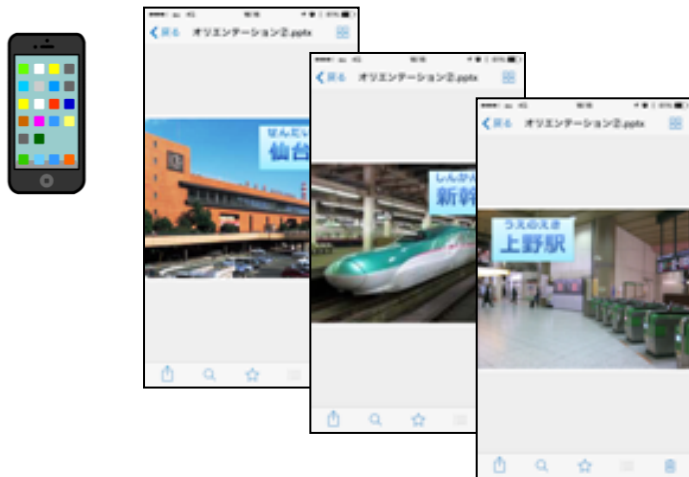 戻る オリエンテーション②.pptx
せんだい
仙台
戻る オリエンテーション②.pptx
しんかん
新幹
戻る オリエンテーション②.pptx
うえのえき
上野駅